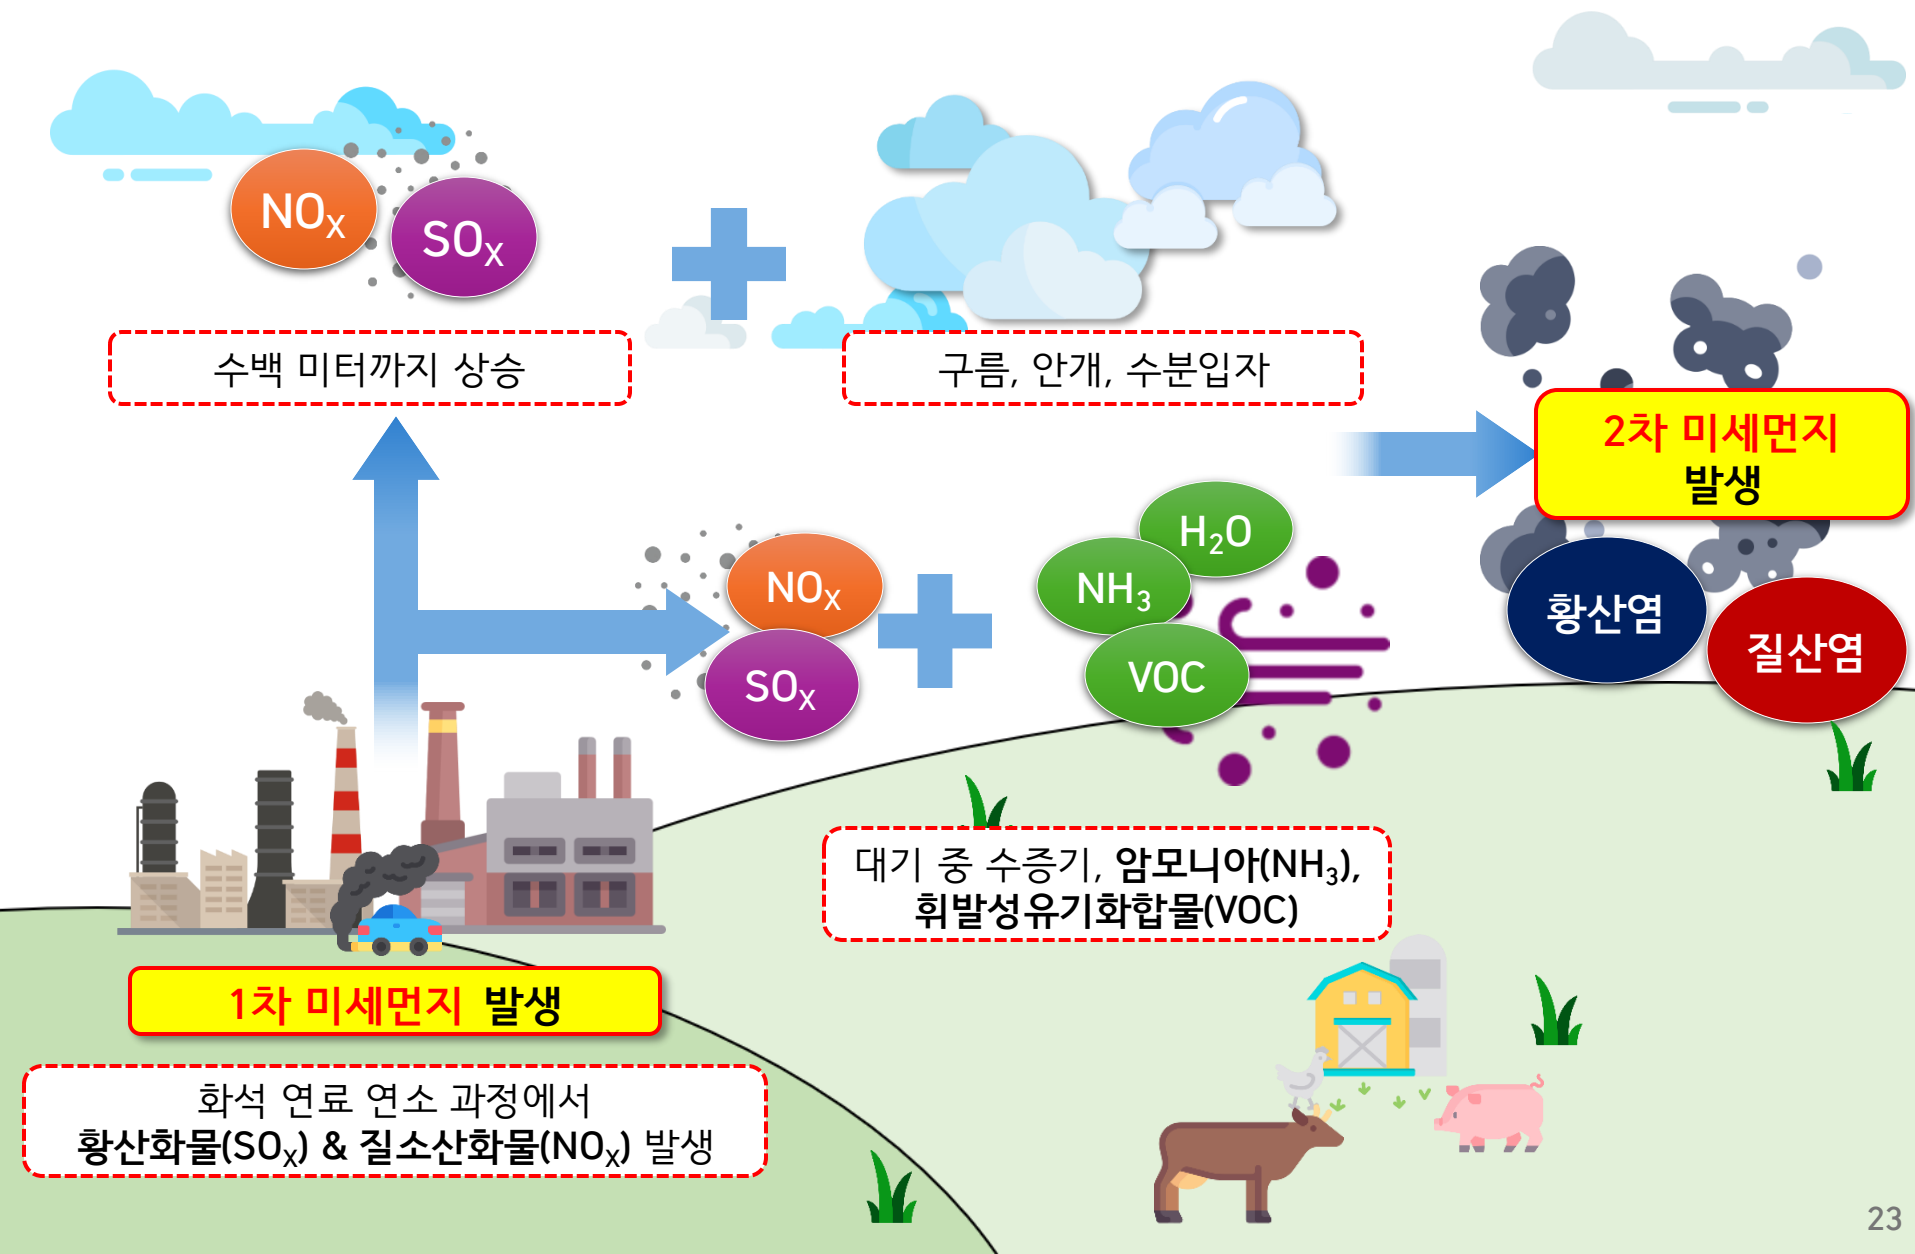 NOₓ
SOₓ
수백 미터까지 상승
구름, 안개, 수분입자
2차 미세먼지
발생
황산염
질산염
NOₓ
SOₓ
H₂O
NH₃
VOC
대기 중 수증기, 암모니아(NH₃),
휘발성유기화합물(VOC)
1차 미세먼지 발생
화석 연료 연소 과정에서
황산화물(SOₓ) & 질소산화물(NOₓ) 발생
23